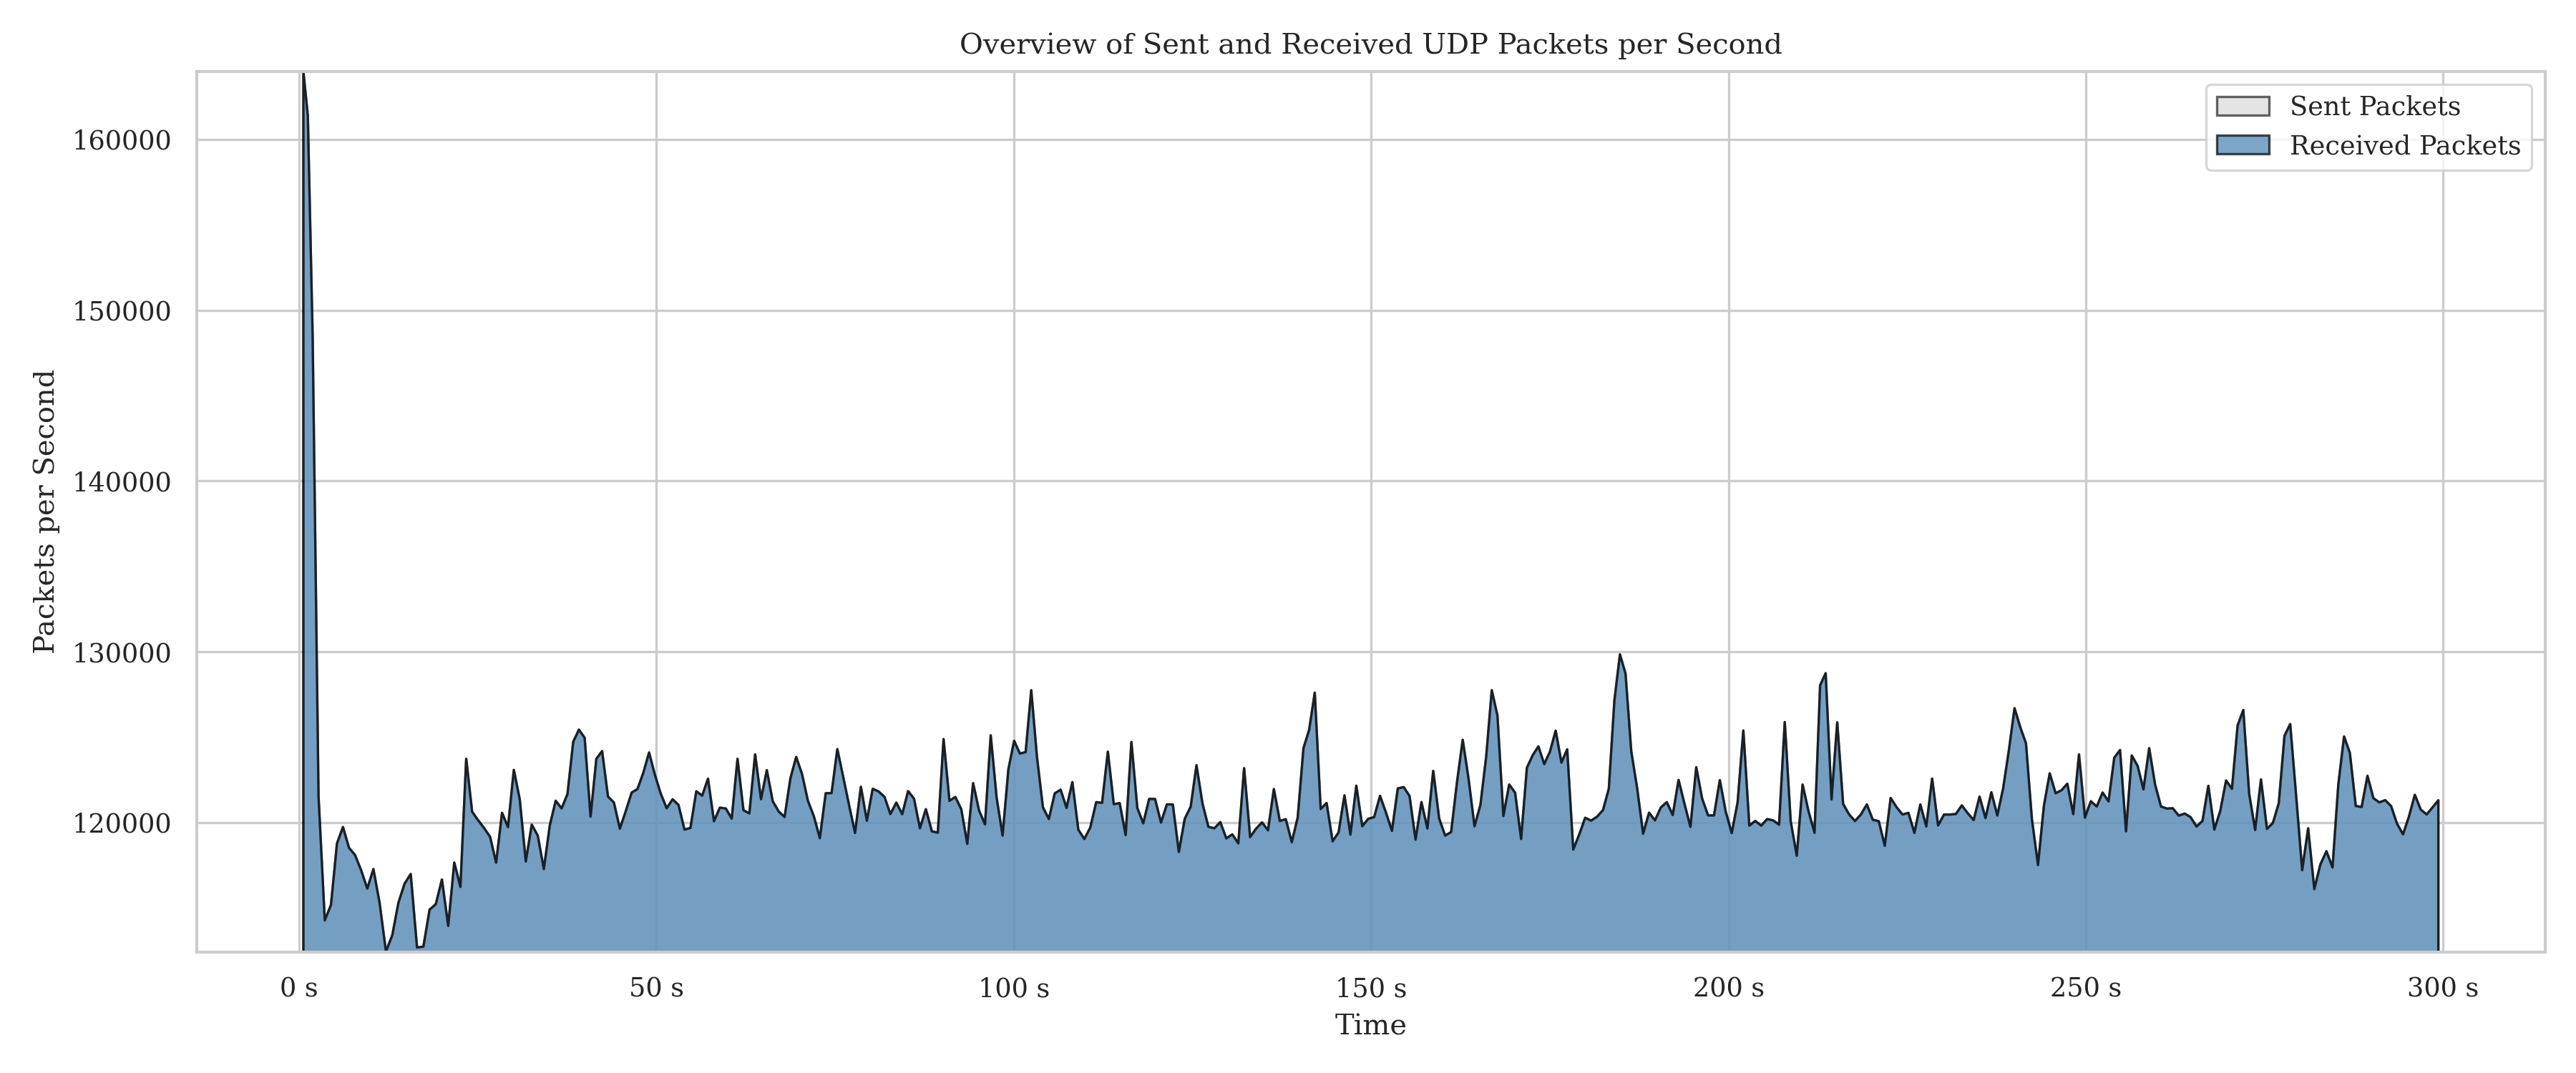 Overview of Sent and Received UDP Packets per Second
Sent Packets
Received Packets
Packets per Second
160000
150000
140000
130000
120000
0 s
50 s
100 s
150 s
200 s
250 s
300 s
Time